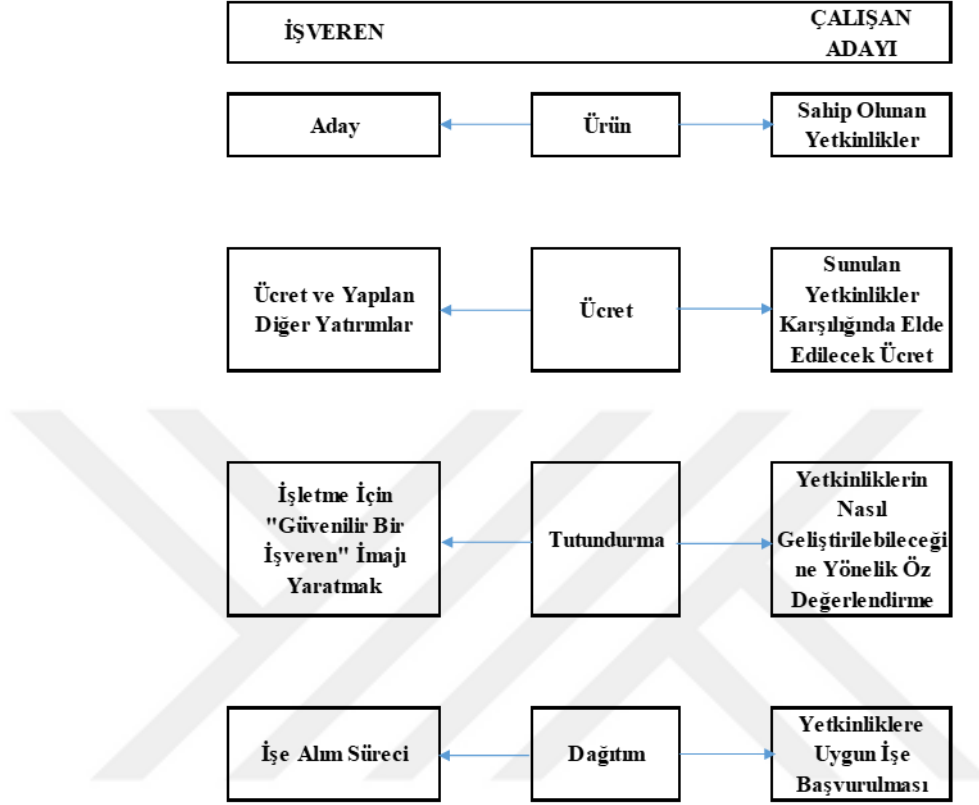 İŞVEREN
ÇALIŞAN
ADAYI
Aday
Ürün
Sahip Olunan
Yetkinlikler
Ücret ve Yapılan
Diğer Yatırımlar
Ücret
Sunulan
Yetkinlikler
Karşılığında Elde
Edilecek Ücret
İşletme İçin
"Güvenilir Bir
İşveren" İmajı
Yaratmak
Tutundurma
Yetkinliklerin
Nasıl
Geliştirilebileceği
ne Yönelik Öz
Değerlendirme
İşe Alım Süreci
Dağıtım
Yetkinliklere
Uygun İşe
Başvurulması